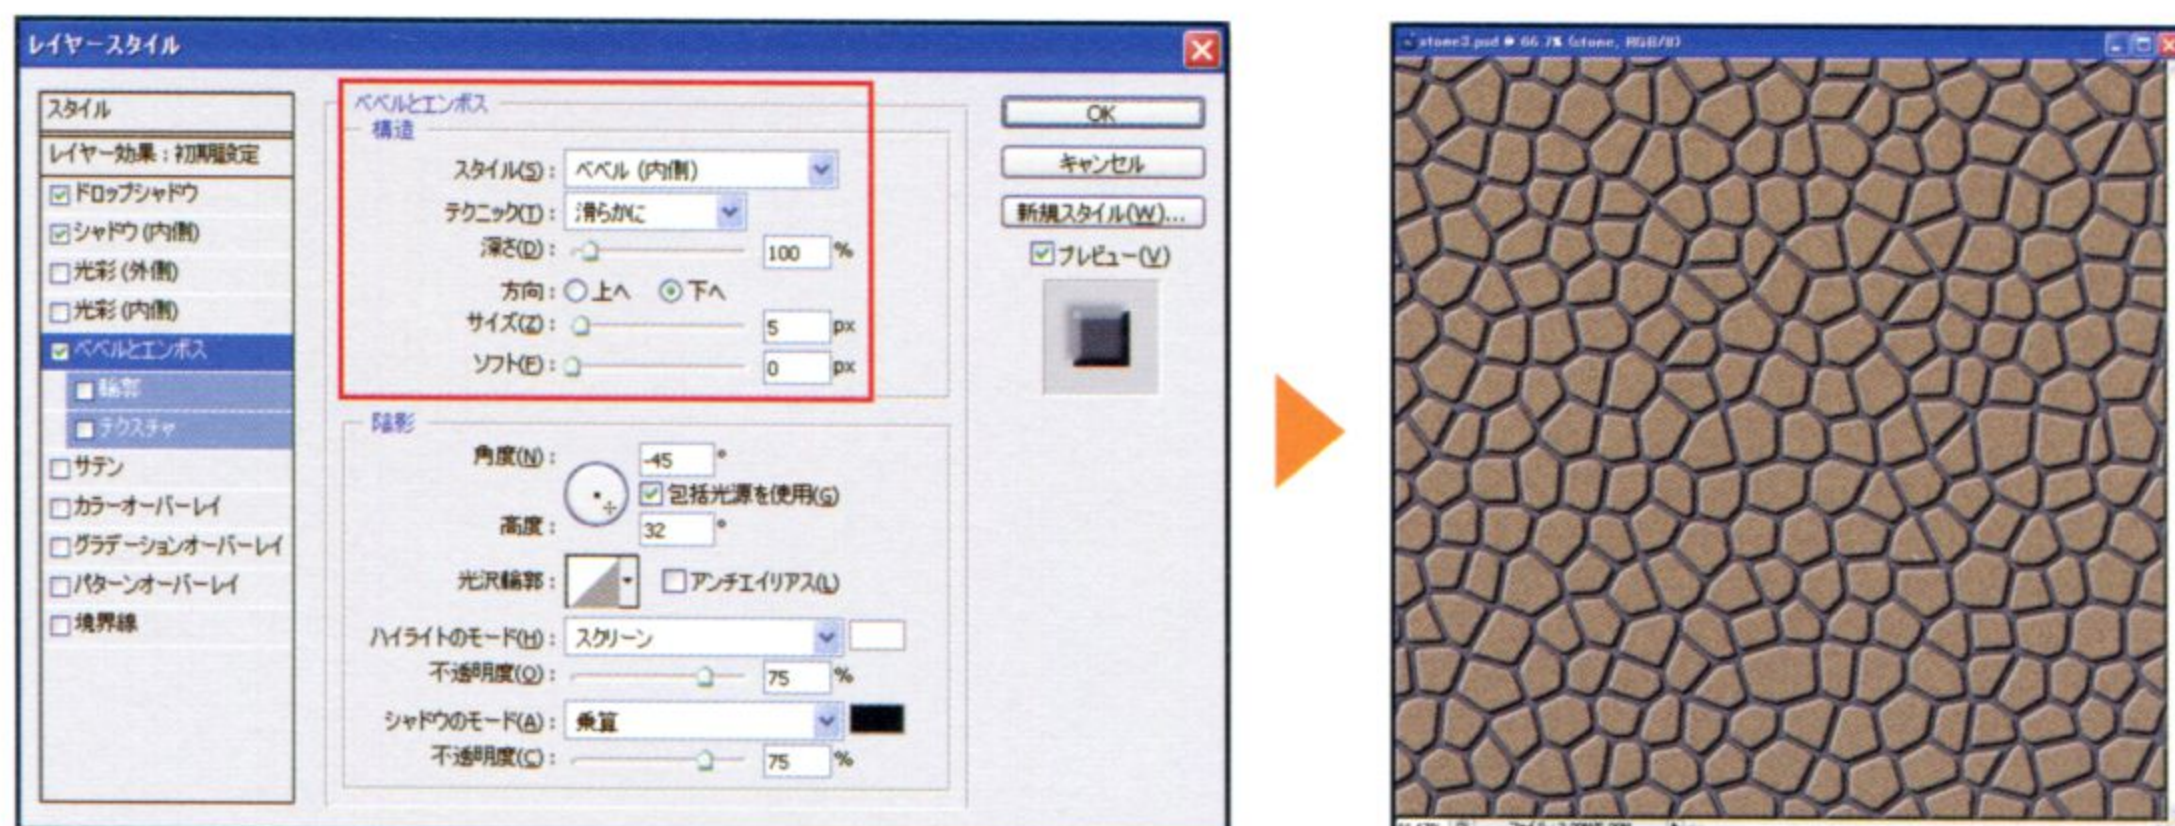 レイヤースタイル
スタイル
レイヤー効果：初期設定
ドロップシャドウ
シャドウ (内側)
光彩 (外側)
光彩 (内側)
ベベルとエンボス
輪郭
テクスチャ
サテン
カラーオーバーレイ
グラデーションオーバーレイ
パターンオーバーレイ
境界線
ベベルとエンボス
構造
スタイル(S)： ベベル (内側)
テクニック(T)： 滑らかに
深さ(D)： 100 %
方向： 上へ 下へ
サイズ(Z)： 5 px
ソフト(F)： 0 px
陰影
角度(N)： -45 °
包括光源を使用(G)
高度： 32 °
光沢輪郭： アンチエイリアス(L)
ハイライトのモード(H)： スクリーン
不透明度(O)： 75 %
シャドウのモード(A)： 乗算
不透明度(C)： 75 %
OK
キャンセル
新規スタイル(W)...
プレビュー(V)
stone3.psd @ 66.7% (stone, RGB/8)